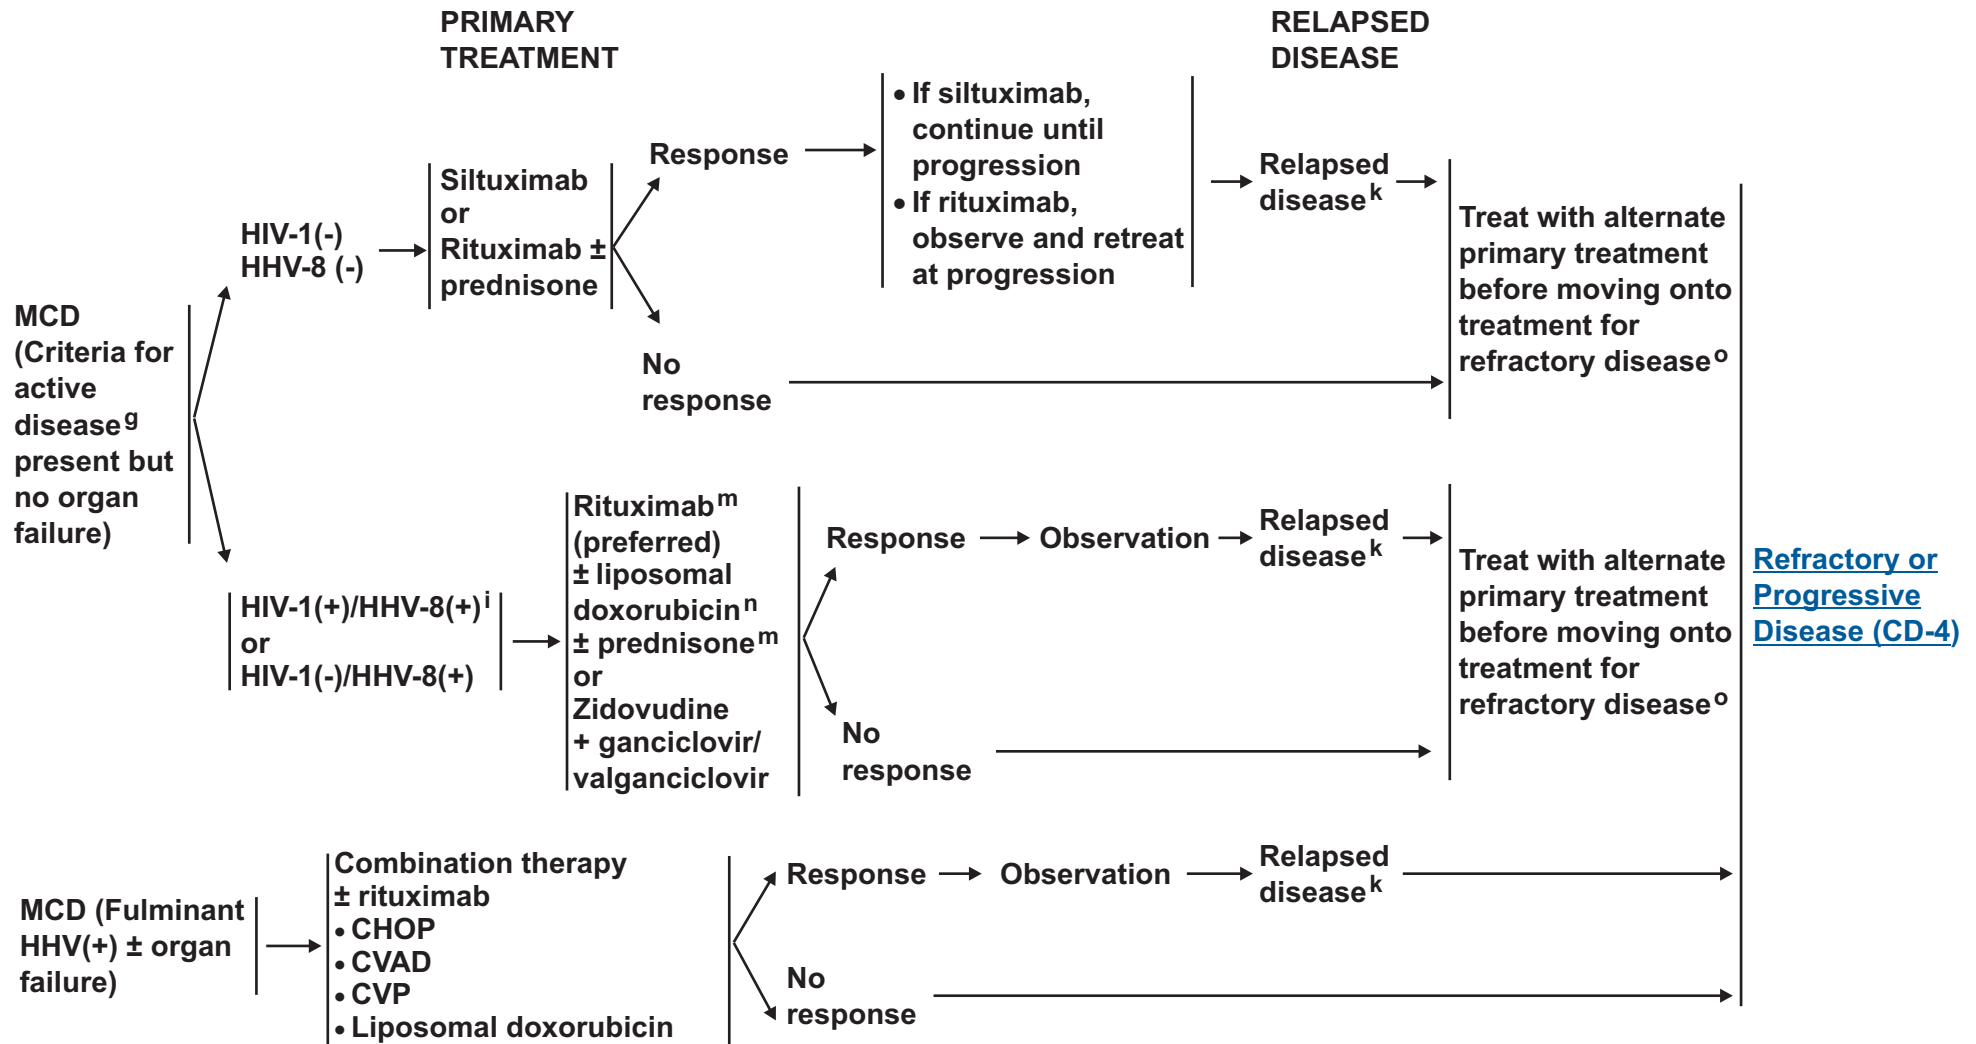 PRIMARY
TREATMENT
RELAPSED
DISEASE
MCD
(Criteria for
active
disease g
present but
no organ
failure)
HIV-1(-)
HHV-8 (-)
Siltuximab
or
Rituximab ±
prednisone
Response
• If siltuximab,
continue until
progression
• If rituximab,
observe and retreat
at progression
Relapsed
disease k
No
response
Treat with alternate
primary treatment
before moving onto
treatment for
refractory disease o
HIV-1(+)/HHV-8(+) i
or
HIV-1(-)/HHV-8(+)
Rituximab m
(preferred)
± liposomal
doxorubicin n
± prednisone m
or
Zidovudine
+ ganciclovir/
valganciclovir
Response
Observation
Relapsed
disease k
No
response
Treat with alternate
primary treatment
before moving onto
treatment for
refractory disease o
Refractory or
Progressive
Disease (CD-4)
MCD (Fulminant
HHV(+) ± organ
failure)
Combination therapy
± rituximab
• CHOP
• CVAD
• CVP
• Liposomal doxorubicin
Response
Observation
Relapsed
disease k
No
response